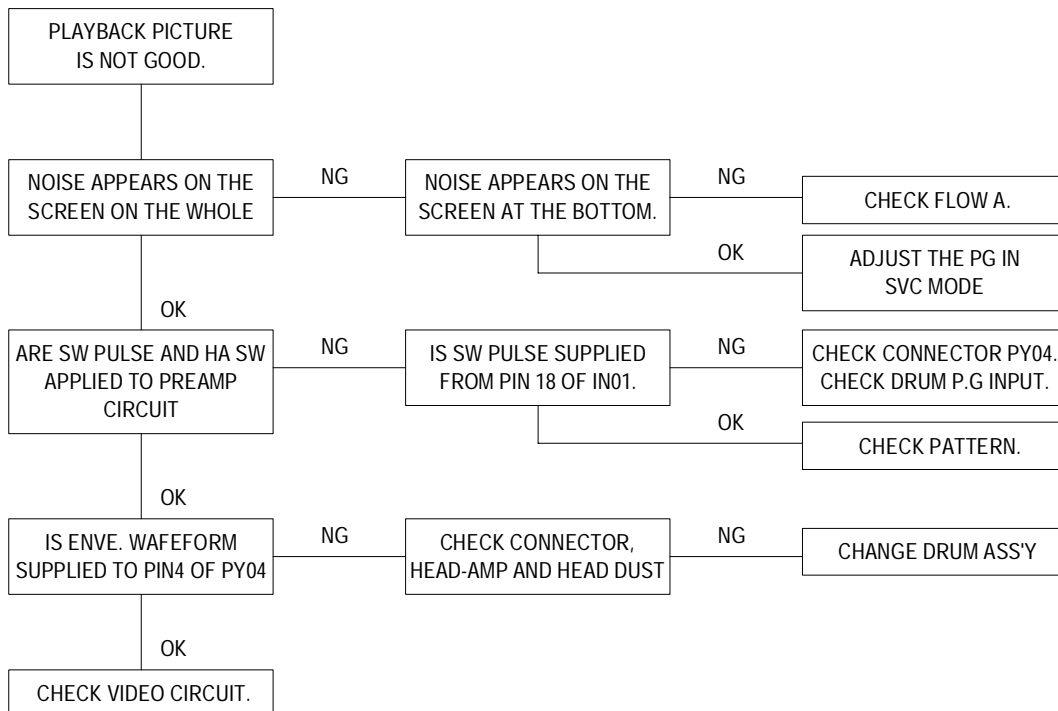 PLAYBACK PICTURE
IS NOT GOOD.
NOISE APPEARS ON THE
SCREEN ON THE WHOLE
NG
NOISE APPEARS ON THE
SCREEN AT THE BOTTOM.
NG
CHECK FLOW A.
OK
ADJUST THE PG IN
SVC MODE
OK
ARE SW PULSE AND HA SW
APPLIED TO PREAMP
CIRCUIT
NG
IS SW PULSE SUPPLIED
FROM PIN 18 OF IN01.
NG
CHECK CONNECTOR PY04.
CHECK DRUM P.G INPUT.
OK
CHECK PATTERN.
OK
IS ENVE. WAFEFORM
SUPPLIED TO PIN4 OF PY04
NG
CHECK CONNECTOR,
HEAD-AMP AND HEAD DUST
NG
CHANGE DRUM ASS'Y
OK
CHECK VIDEO CIRCUIT.